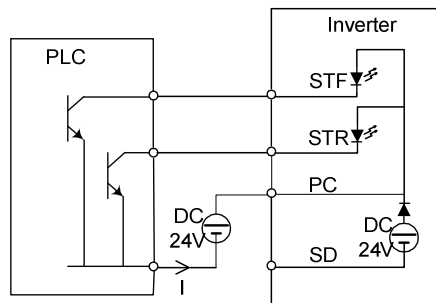 Inverter
PLC
STF
STR
PC
DC
24V
DC
24V
SD
I